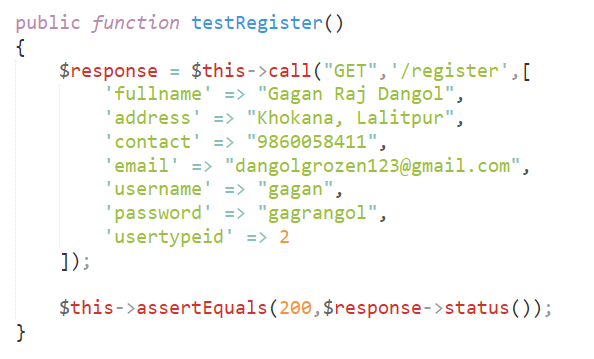 public function testRegister()
{
    $response = $this->call("GET",'/register',[
        'fullname' => "Gagan Raj Dangol",
        'address' => "Khokana, Lalitpur",
        'contact' => "9860058411",
        'email' => "dangolgrozen123@gmail.com",
        'username' => "gagan",
        'password' => "gagrangol",
        'usertypeid' => 2
    ]);

    $this->assertEquals(200,$response->status());
}